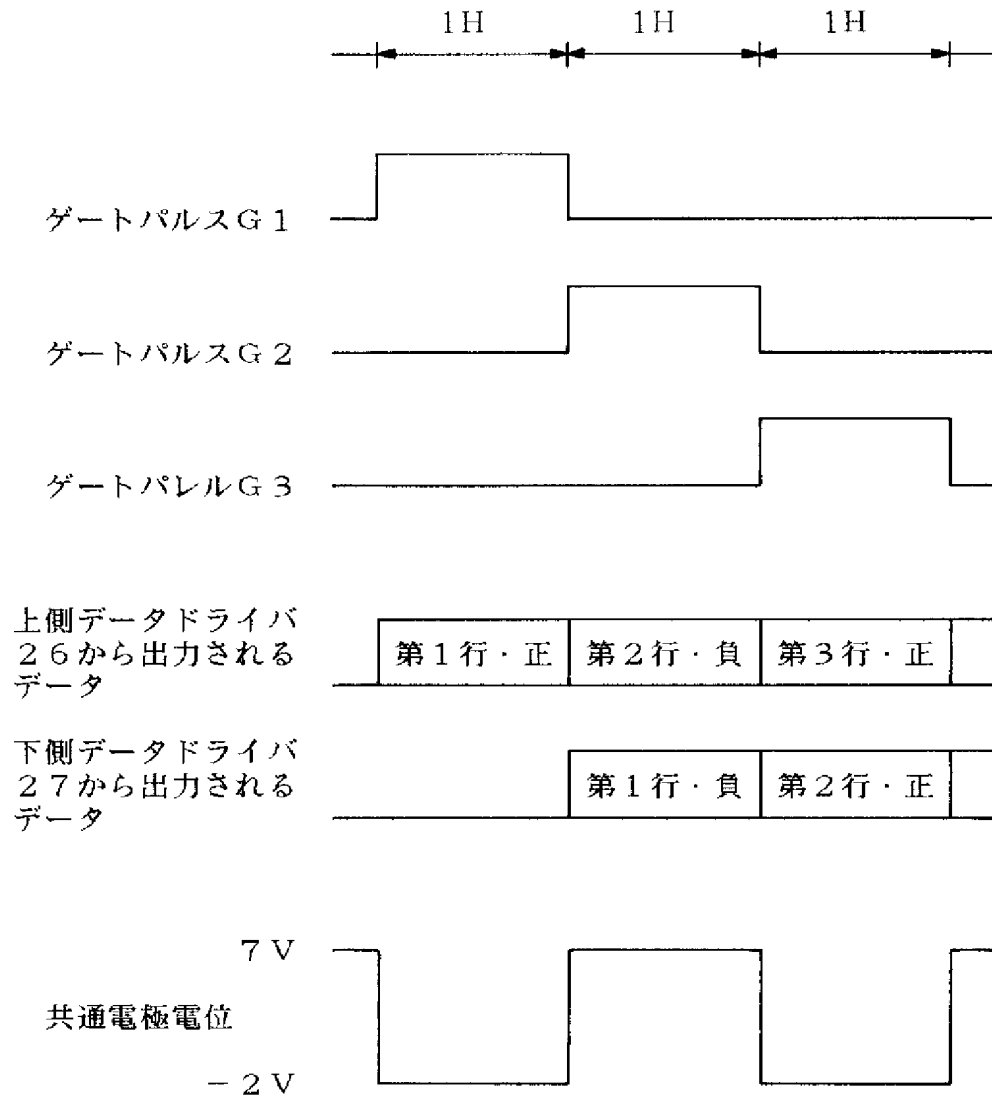 1H 1H 1H
ゲートパルスG1
ゲートパルスG2
ゲートパレルG3
上側データドライバ
26から出力される
データ
第1行・正 第2行・負 第3行・正
下側データドライバ
27から出力される
データ
第1行・負 第2行・正
7V
共通電極電位
-2V